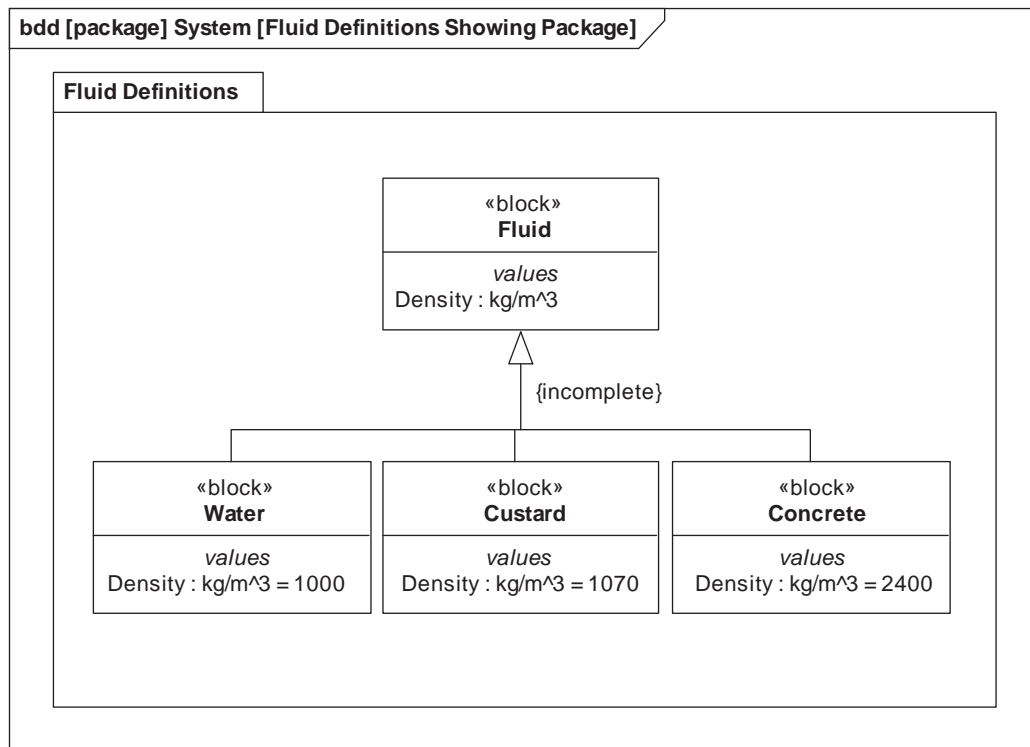 bdd [package] System [Fluid Definitions Showing Package]
Fluid Definitions
«block»
Fluid
values
Density : kg/m^3
{incomplete}
«block»
Water
values
Density : kg/m^3 = 1000
«block»
Custard
values
Density : kg/m^3 = 1070
«block»
Concrete
values
Density : kg/m^3 = 2400